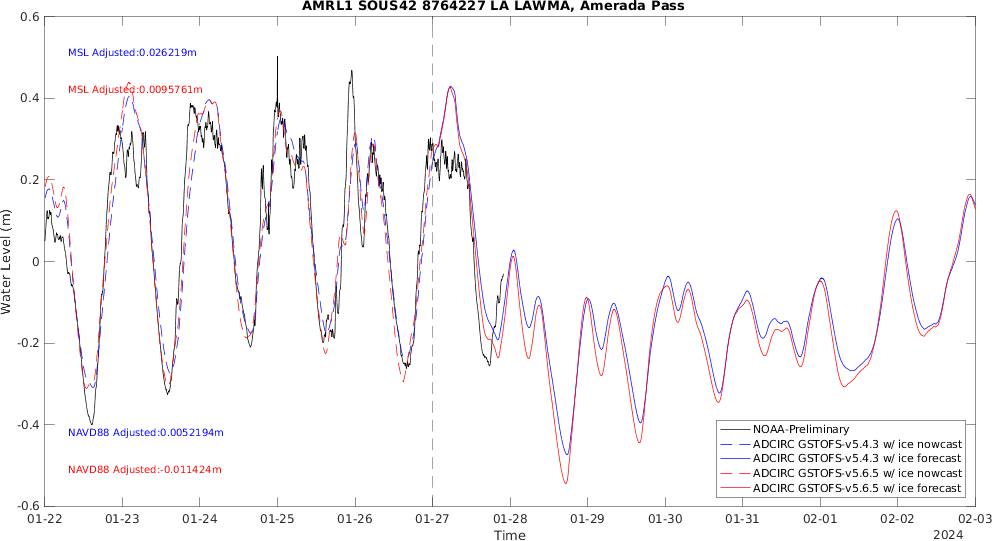 AMRL1 SOUS42 8764227 LA LAWMA, Amerada Pass
0.6
MSL Adjusted:0.026219m
MSL Adjusted:0.0095761m
0.4
0.2
0
-0.2
-0.4
-0.6
Water Level (m)
NAVD88 Adjusted:0.0052194m
NAVD88 Adjusted:-0.011424m
NOAA-Preliminary
ADCIRC GSTOFS-v5.4.3 w/ ice nowcast
ADCIRC GSTOFS-v5.4.3 w/ ice forecast
ADCIRC GSTOFS-v5.6.5 w/ ice nowcast
ADCIRC GSTOFS-v5.6.5 w/ ice forecast
01-22 01-23 01-24 01-25 01-26 01-27 01-28 01-29 01-30 01-31 02-01 02-02 02-03
Time
2024